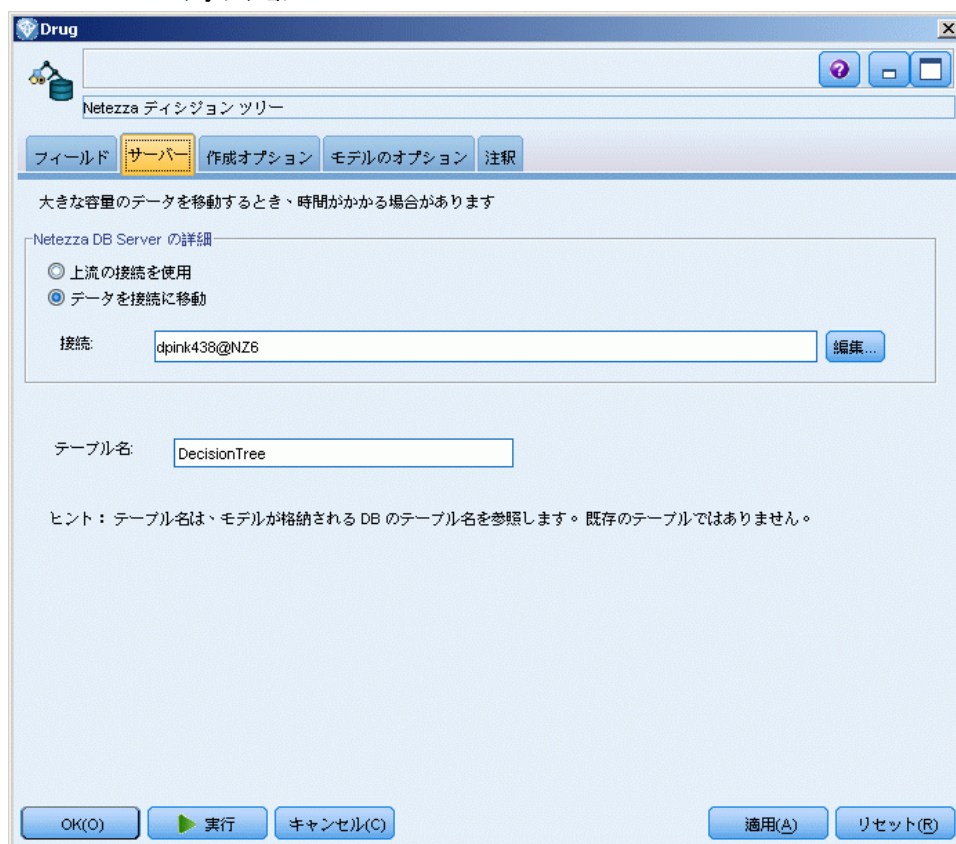 Drug
Netezza ディシジョン ツリー
フィールド サーバー 作成オプション モデルのオプション 注釈
大きな容量のデータを移動するとき、時間がかかる場合があります
Netezza DB Server の詳細
上流の接続を使用
データを接続に移動
接続: dpink438@NZ6 編集...
テーブル名: DecisionTree
ヒント：テーブル名は、モデルが格納される DB のテーブル名を参照します。既存のテーブルではありません。
OK(O) 実行 キャンセル(C) 適用(A) リセット(R)